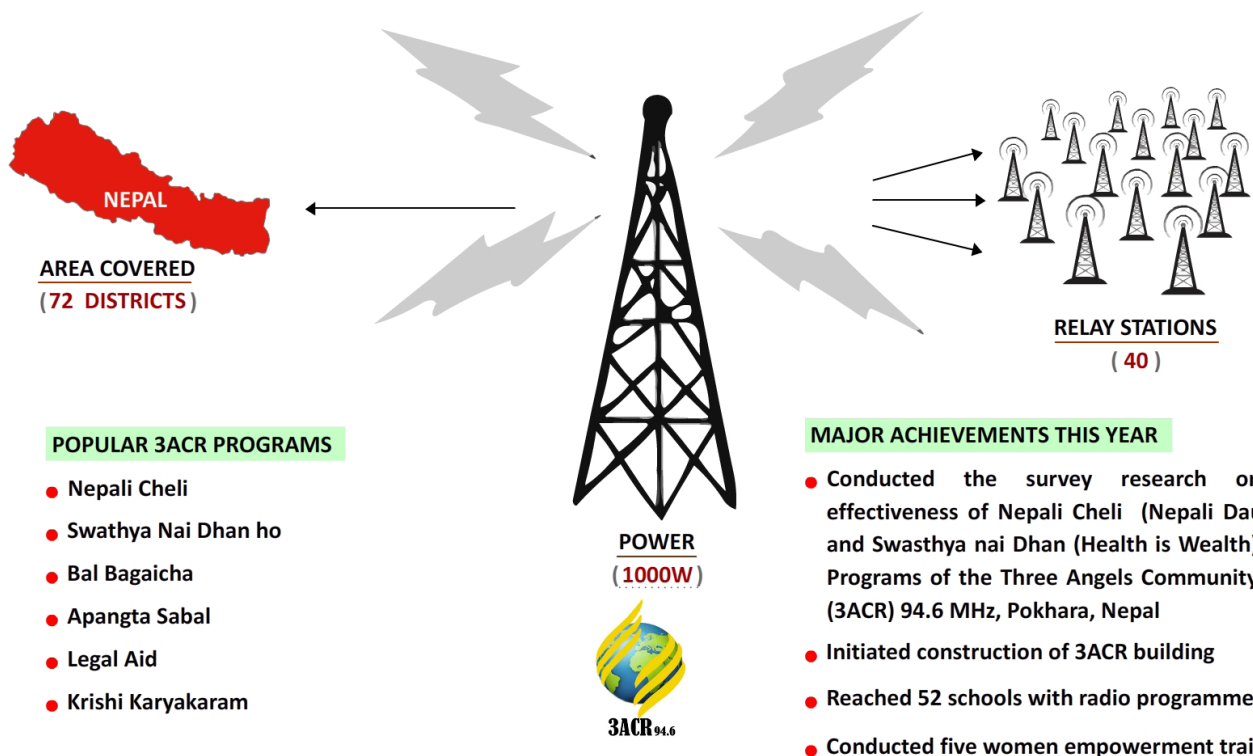 NEPAL
AREA COVERED
(72 DISTRICTS)
RELAY STATIONS
( 40 )
POWER
(1000W)
3ACR 94.6
POPULAR 3ACR PROGRAMS
Nepali Cheli
Swathya Nai Dhan ho
Bal Bagaicha
Apangta Sabal
Legal Aid
Krishi Karyakaram
MAJOR ACHIEVEMENTS THIS YEAR
Conducted the survey research
effectiveness of Nepali Cheli (Nepali
and Swasthya nai Dhan (Health is Wealth)
Programs of the Three Angels Community
(3ACR) 94.6 MHz, Pokhara, Nepal
Initiated construction of 3ACR building
Reached 52 schools with radio programme
Conducted five women empowerment